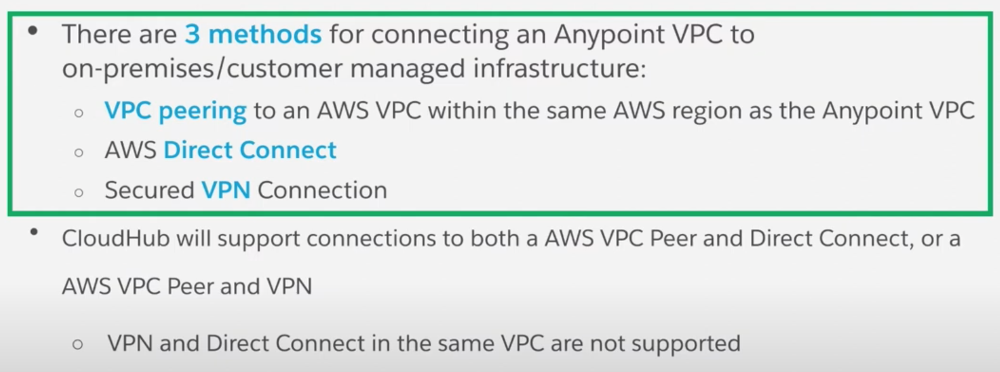 • There are 3 methods for connecting an Anypoint VPC to
on-premises/customer managed infrastructure:
○ VPC peering to an AWS VPC within the same AWS region as the Anypoint VPC
○ AWS Direct Connect
○ Secured VPN Connection
• CloudHub will support connections to both a AWS VPC Peer and Direct Connect, or a
AWS VPC Peer and VPN
○ VPN and Direct Connect in the same VPC are not supported